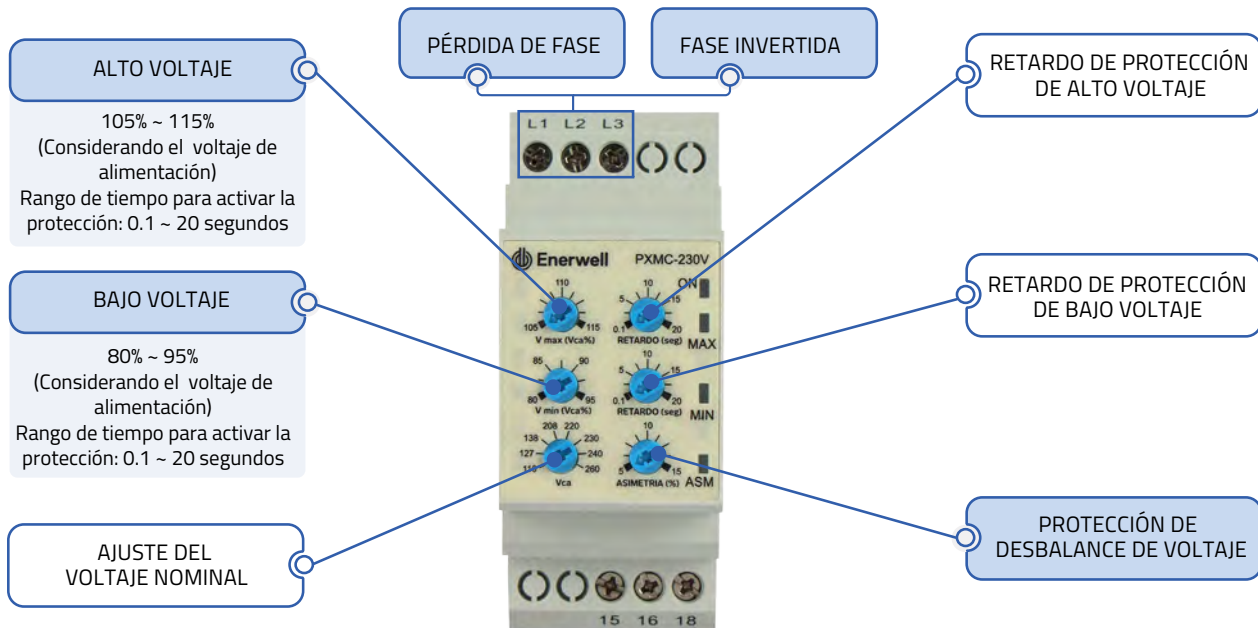 PÉRDIDA DE FASE
FASE INVERTIDA
ALTO VOLTAJE
105% ~ 115%
(Considerando el voltaje de
alimentación)
Rango de tiempo para activar la
protección: 0.1 ~ 20 segundos
BAJO VOLTAJE
80% ~ 95%
(Considerando el voltaje de
alimentación)
Rango de tiempo para activar la
protección: 0.1 ~ 20 segundos
AJUSTE DEL
VOLTAJE NOMINAL
L1 L2 L3
Enerwell PXMC-230V
ON
110
105 115
V max (Vca%)
10
5 15
0.1 20
RETARDO (seg)
MAX
85 90
80 95
V min (Vca%)
10
5 15
0.1 20
RETARDO (seg)
MIN
208 220
138 230
127 240
260
Vca
10
5 15
ASIMETRIA (%)
ASM
15 16 18
RETARDO DE PROTECCIÓN
DE ALTO VOLTAJE
RETARDO DE PROTECCIÓN
DE BAJO VOLTAJE
PROTECCIÓN DE
DESBALANCE DE VOLTAJE